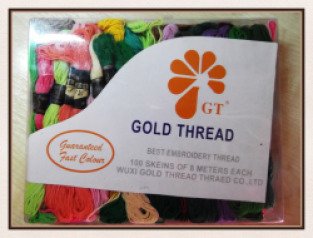 GT®
GOLD THREAD
Guaranteed
Fast Colour
BEST EMBROIDERY THREAD
100 SKEINS OF 8 METERS EACH
WUXI GOLD THREAD THRAED CO.,LTD